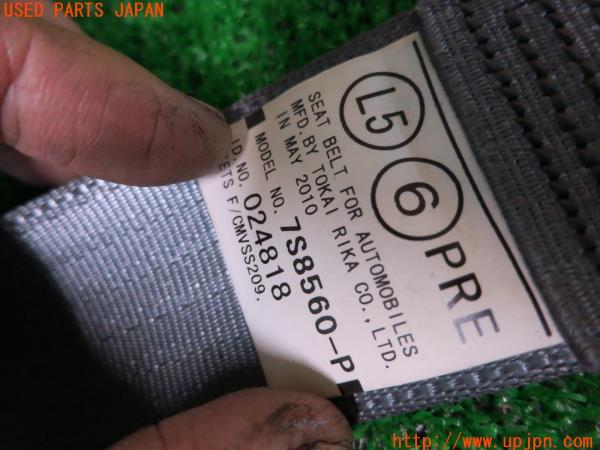 USED PARTS JAPAN
L5 6 PRE
SEAT BELT FOR AUTOMOBILES
MFD. BY TOKAI RIKA CO., LTD.
IN MAY 2010
MODEL NO. 7S8560-P
ID. NO. 024818
F/CMVSS209.
http://www.upjpn.com/